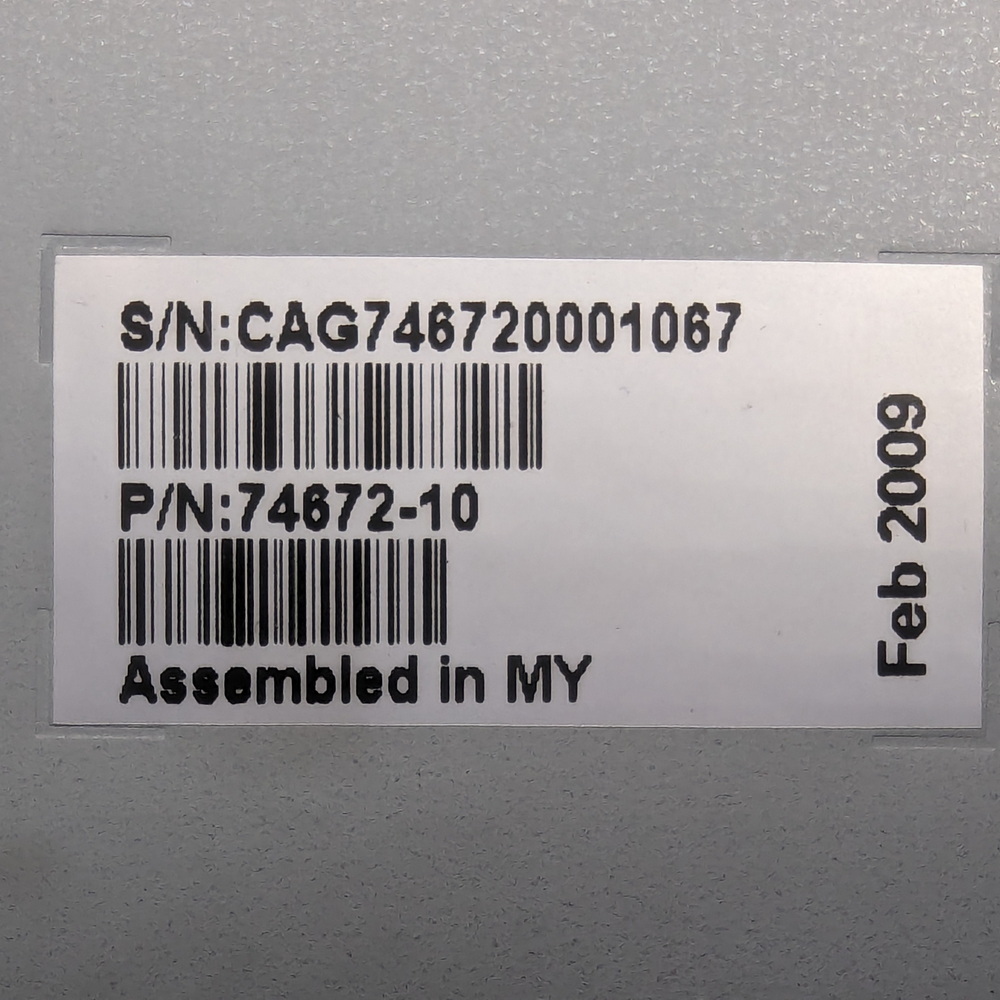 S/N:CAG746720001067
P/N:74672-10
Assembled in MY
Feb 2009